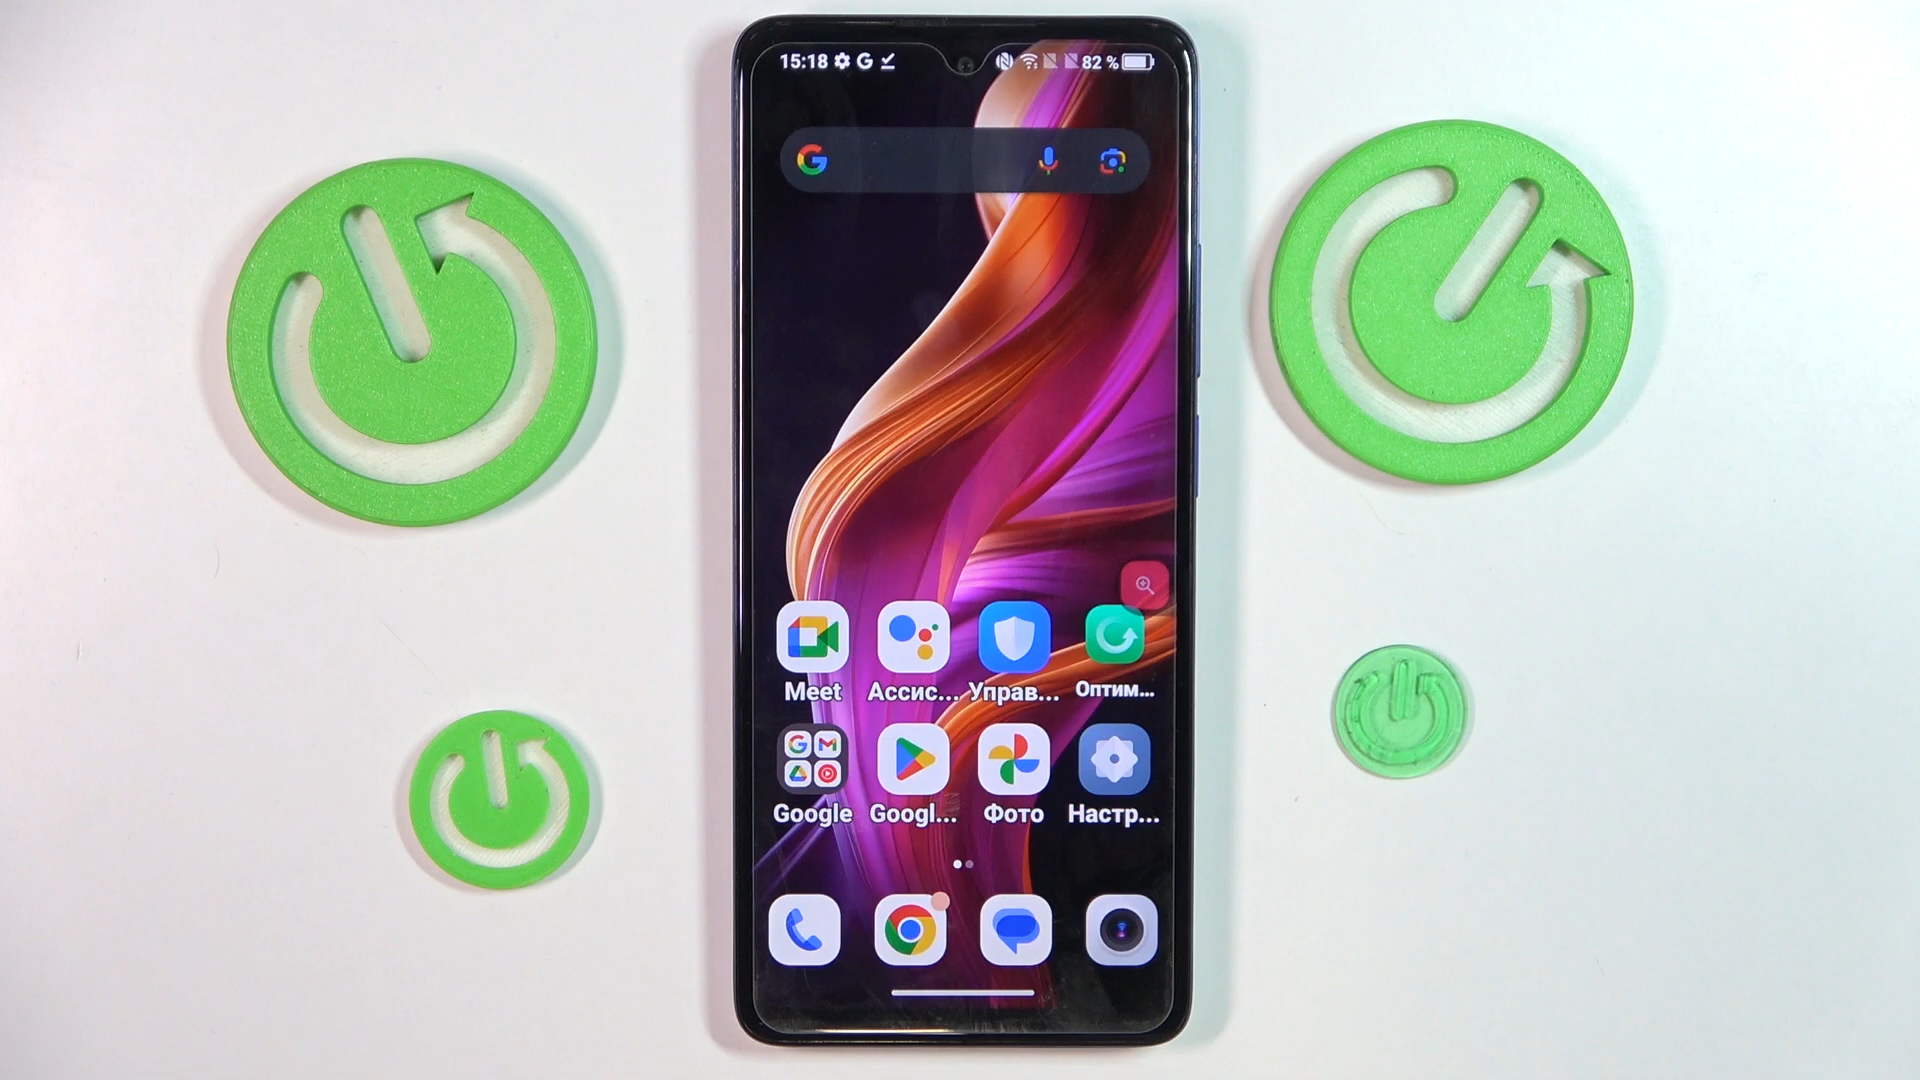 15:18 82 %
Meet Ассис... Управ... Оптим...
Google Googl... Фото Настр...